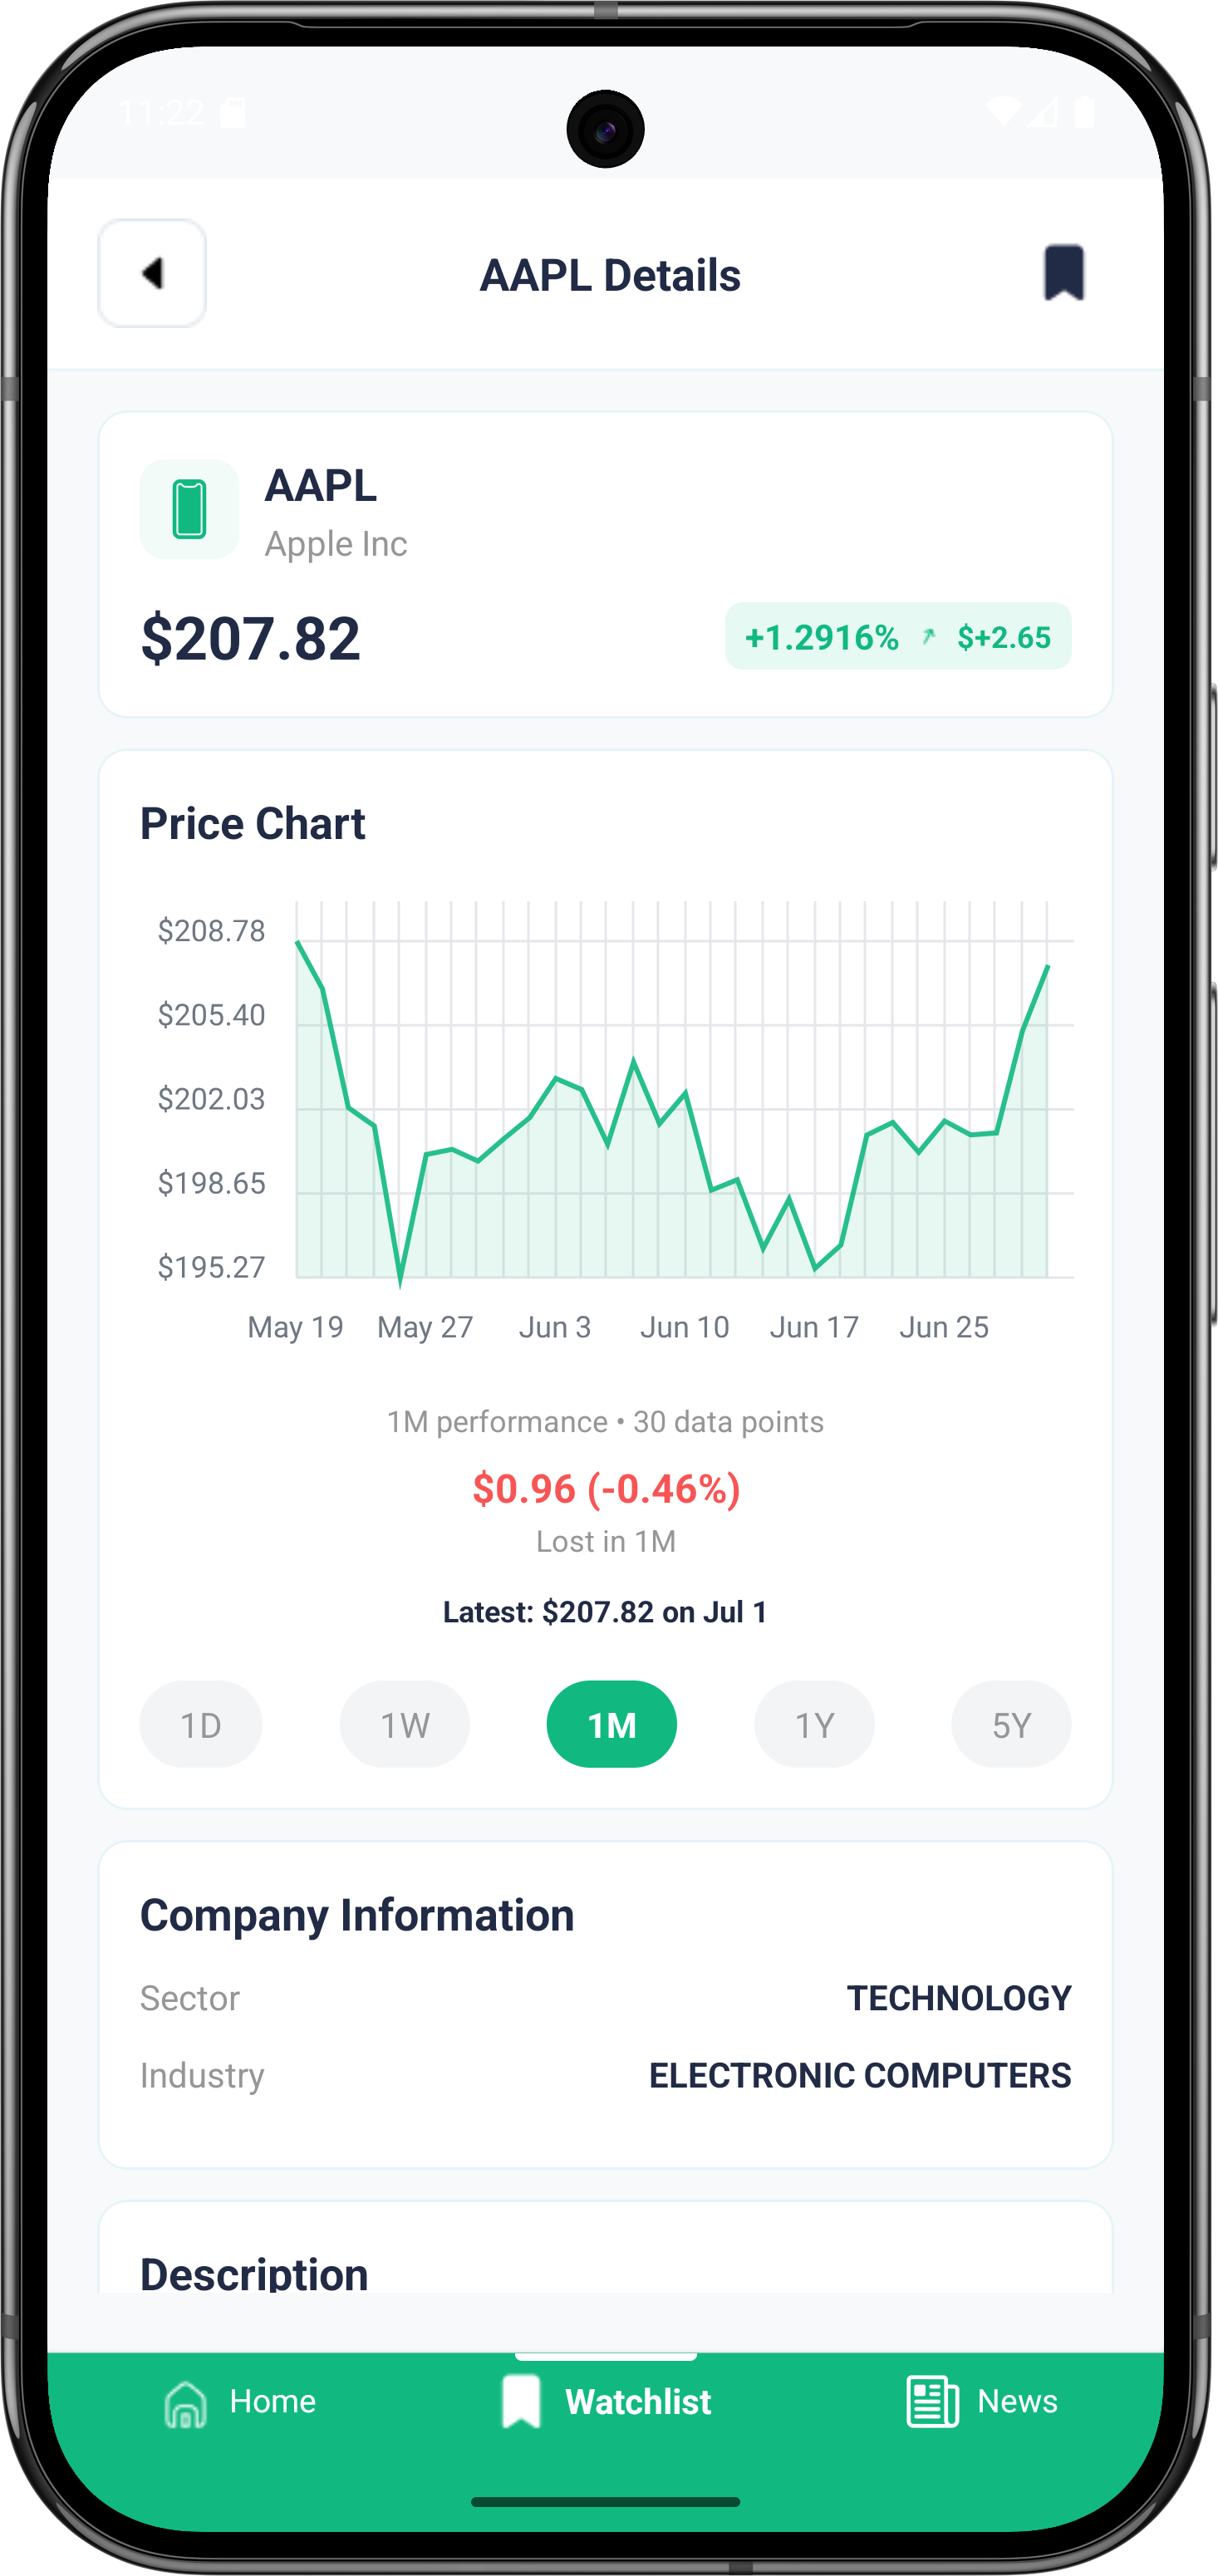 11:22
AAPL Details
AAPL
Apple Inc
$207.82
+1.2916% $+2.65
Price Chart
$208.78
$205.40
$202.03
$198.65
$195.27
May 19 May 27 Jun 3 Jun 10 Jun 17 Jun 25
1M performance • 30 data points
$0.96 (-0.46%)
Lost in 1M
Latest: $207.82 on Jul 1
1D 1W 1M 1Y 5Y
Company Information
Sector TECHNOLOGY
Industry ELECTRONIC COMPUTERS
Description
Home Watchlist News